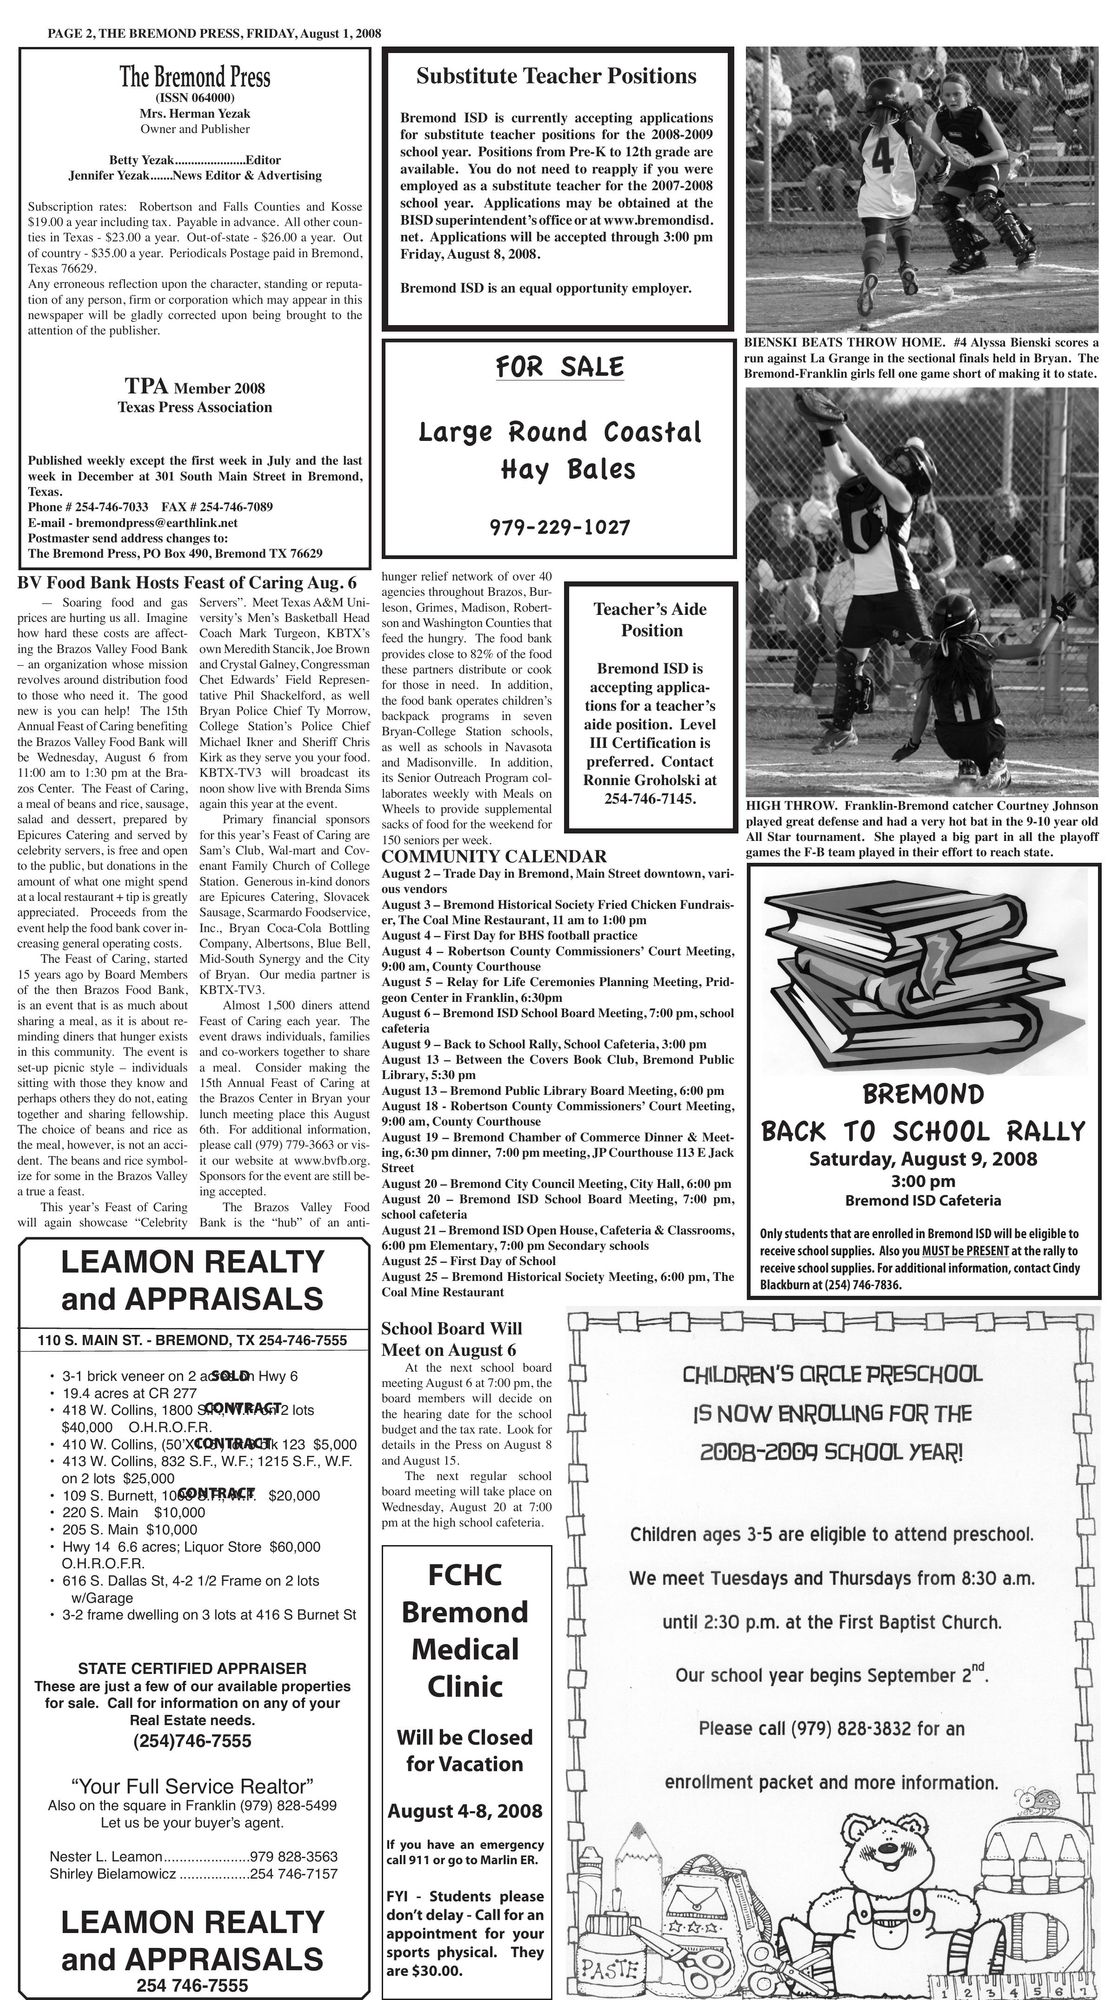 PAGE 2, THE BREMOND PRESS, FRIDAY, August 1, 2008
The Bremond Press
(ISSN 064000)
Mrs. Herman Yezak
Owner and Publisher
Betty Yezak......................Editor
Jennifer Yezak.......News Editor & Advertising
Subscription rates: Robertson and Falls Counties and Kosse
$19.00 a year including tax. Payable in advance. All other coun-
ties in Texas - $23.00 a year. Out-of-state - $26.00 a year. Out
of country - $35.00 a year. Periodicals Postage paid in Bremond,
Texas 76629.
Any erroneous reflection upon the character, standing or reputa-
tion of any person, firm or corporation which may appear in this
newspaper will be gladly corrected upon being brought to the
attention of the publisher.
TPA Member 2008
Texas Press Association
Published weekly except the first week in July and the last
week in December at 301 South Main Street in Bremond,
Texas.
Phone # 254-746-7033 FAX # 254-746-7089
E-mail - bremondpress@earthlink.net
Postmaster send address changes to:
The Bremond Press, PO Box 490, Bremond TX 76629
BV Food Bank Hosts Feast of Caring Aug. 6
— Soaring food and gas
prices are hurting us all. Imagine
how hard these costs are affect-
ing the Brazos Valley Food Bank
– an organization whose mission
revolves around distribution food
to those who need it. The good
new is you can help! The 15th
Annual Feast of Caring benefiting
the Brazos Valley Food Bank will
be Wednesday, August 6 from
11:00 am to 1:30 pm at the Bra-
zos Center. The Feast of Caring,
a meal of beans and rice, sausage,
salad and dessert, prepared by
Epicures Catering and served by
celebrity servers, is free and open
to the public, but donations in the
amount of what one might spend
at a local restaurant + tip is greatly
appreciated. Proceeds from the
event help the food bank cover in-
creasing general operating costs.
The Feast of Caring, started
15 years ago by Board Members
of the then Brazos Food Bank,
is an event that is as much about
sharing a meal, as it is about re-
minding diners that hunger exists
in this community. The event is
set-up picnic style – individuals
sitting with those they know and
perhaps others they do not, eating
together and sharing fellowship.
The choice of beans and rice as
the meal, however, is not an acci-
dent. The beans and rice symbol-
ize for some in the Brazos Valley
a true a feast.
This year's Feast of Caring
will again showcase "Celebrity
Servers". Meet Texas A&M Uni-
versity's Men's Basketball Head
Coach Mark Turgeon, KBTX's
own Meredith Stancik, Joe Brown
and Crystal Galney, Congressman
Chet Edwards' Field Represen-
tative Phil Shackelford, as well
Bryan Police Chief Ty Morrow,
College Station's Police Chief
Michael Ikner and Sheriff Chris
Kirk as they serve you your food.
KBTX-TV3 will broadcast its
noon show live with Brenda Sims
again this year at the event.
Primary financial sponsors
for this year's Feast of Caring are
Sam's Club, Wal-mart and Cov-
enant Family Church of College
Station. Generous in-kind donors
are Epicures Catering, Slovacek
Sausage, Scarmardo Foodservice,
Inc., Bryan Coca-Cola Bottling
Company, Albertsons, Blue Bell,
Mid-South Synergy and the City
of Bryan. Our media partner is
KBTX-TV3.
Almost 1,500 diners attend
Feast of Caring each year. The
event draws individuals, families
and co-workers together to share
a meal. Consider making the
15th Annual Feast of Caring at
the Brazos Center in Bryan your
lunch meeting place this August
6th. For additional information,
please call (979) 779-3663 or vis-
it our website at www.bvfb.org.
Sponsors for the event are still be-
ing accepted.
The Brazos Valley Food
Bank is the "hub" of an anti-
hunger relief network of over 40
agencies throughout Brazos, Bur-
leson, Grimes, Madison, Robert-
son and Washington Counties that
feed the hungry. The food bank
provides close to 82% of the food
these partners distribute or cook
for those in need. In addition,
the food bank operates children's
backpack programs in seven
Bryan-College Station schools,
as well as schools in Navasota
and Madisonville. In addition,
its Senior Outreach Program col-
laborates weekly with Meals on
Wheels to provide supplemental
sacks of food for the weekend for
150 seniors per week.
LEAMON REALTY
and APPRAISALS
110 S. MAIN ST. - BREMOND, TX 254-746-7555
• 3-1 brick veneer on 2 acres on Hwy 6
SOLD
• 19.4 acres at CR 277
• 418 W. Collins, 1800 S.F., W.F. on 2 lots
CONTRACT
$40,000 O.H.R.O.F.R.
• 410 W. Collins, (50'X 123 $5,000
CONTRACT
• 413 W. Collins, 832 S.F., W.F.; 1215 S.F., W.F.
on 2 lots $25,000
• 109 S. Burnett, $20,000
CONTRACT
• 220 S. Main $10,000
• 205 S. Main $10,000
• Hwy 14 6.6 acres; Liquor Store $60,000
O.H.R.O.F.R.
• 616 S. Dallas St, 4-2 1/2 Frame on 2 lots
w/Garage
• 3-2 frame dwelling on 3 lots at 416 S Burnet St
STATE CERTIFIED APPRAISER
These are just a few of our available properties
for sale. Call for information on any of your
Real Estate needs.
(254)746-7555
"Your Full Service Realtor"
Also on the square in Franklin (979) 828-5499
Let us be your buyer's agent.
Nester L. Leamon.....................979 828-3563
Shirley Bielamowicz ..................254 746-7157
LEAMON REALTY
and APPRAISALS
254 746-7555
Substitute Teacher Positions
Bremond ISD is currently accepting applications
for substitute teacher positions for the 2008-2009
school year. Positions from Pre-K to 12th grade are
available. You do not need to reapply if you were
employed as a substitute teacher for the 2007-2008
school year. Applications may be obtained at the
BISD superintendent's office or at www.bremondisd.
net. Applications will be accepted through 3:00 pm
Friday, August 8, 2008.
Bremond ISD is an equal opportunity employer.
FOR SALE
Large Round Coastal
Hay Bales
979-229-1027
Teacher's Aide
Position
Bremond ISD is
accepting applica-
tions for a teacher's
aide position. Level
III Certification is
preferred. Contact
Ronnie Groholski at
254-746-7145.
COMMUNITY CALENDAR
August 2 – Trade Day in Bremond, Main Street downtown, vari-
ous vendors
August 3 – Bremond Historical Society Fried Chicken Fundrais-
er, The Coal Mine Restaurant, 11 am to 1:00 pm
August 4 – First Day for BHS football practice
August 4 – Robertson County Commissioners' Court Meeting,
9:00 am, County Courthouse
August 5 – Relay for Life Ceremonies Planning Meeting, Prid-
geon Center in Franklin, 6:30pm
August 6 – Bremond ISD School Board Meeting, 7:00 pm, school
cafeteria
August 9 – Back to School Rally, School Cafeteria, 3:00 pm
August 13 – Between the Covers Book Club, Bremond Public
Library, 5:30 pm
August 13 – Bremond Public Library Board Meeting, 6:00 pm
August 18 - Robertson County Commissioners' Court Meeting,
9:00 am, County Courthouse
August 19 – Bremond Chamber of Commerce Dinner & Meet-
ing, 6:30 pm dinner, 7:00 pm meeting, JP Courthouse 113 E Jack
Street
August 20 – Bremond City Council Meeting, City Hall, 6:00 pm
August 20 – Bremond ISD School Board Meeting, 7:00 pm,
school cafeteria
August 21 – Bremond ISD Open House, Cafeteria & Classrooms,
6:00 pm Elementary, 7:00 pm Secondary schools
August 25 – First Day of School
August 25 – Bremond Historical Society Meeting, 6:00 pm, The
Coal Mine Restaurant
School Board Will
Meet on August 6
At the next school board
meeting August 6 at 7:00 pm, the
board members will decide on
the hearing date for the school
budget and the tax rate. Look for
details in the Press on August 8
and August 15.
The next regular school
board meeting will take place on
Wednesday, August 20 at 7:00
pm at the high school cafeteria.
FCHC
Bremond
Medical
Clinic
Will be Closed
for Vacation
August 4-8, 2008
If you have an emergency
call 911 or go to Marlin ER.
FYI - Students please
don't delay - Call for an
appointment for your
sports physical. They
are $30.00.
4
BIENSKI BEATS THROW HOME. #4 Alyssa Bienski scores a
run against La Grange in the sectional finals held in Bryan. The
Bremond-Franklin girls fell one game short of making it to state.
11
HIGH THROW. Franklin-Bremond catcher Courtney Johnson
played great defense and had a very hot bat in the 9-10 year old
All Star tournament. She played a big part in all the playoff
games the F-B team played in their effort to reach state.
BREMOND
BACK TO SCHOOL RALLY
Saturday, August 9, 2008
3:00 pm
Bremond ISD Cafeteria
Only students that are enrolled in Bremond ISD will be eligible to
receive school supplies. Also you MUST be PRESENT at the rally to
receive school supplies. For additional information, contact Cindy
Blackburn at (254) 746-7836.
CHILDREN'S CIRCLE PRESCHOOL
IS NOW ENROLLING FOR THE
2008-2009 SCHOOL YEAR!
Children ages 3-5 are eligible to attend preschool.
We meet Tuesdays and Thursdays from 8:30 a.m.
until 2:30 p.m. at the First Baptist Church.
Our school year begins September 2nd.
Please call (979) 828-3832 for an
enrollment packet and more information.
PASTE
1 2 3 4 5 6 7